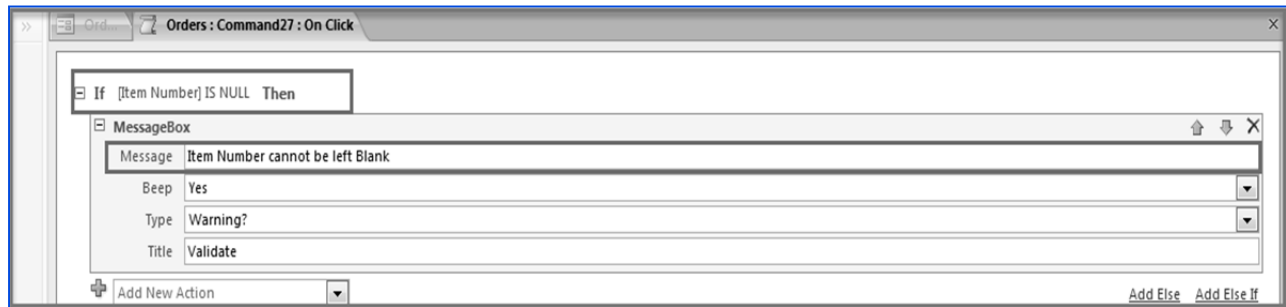 Ord... Orders : Command27 : On Click
If [Item Number] IS NULL Then
MessageBox
Message Item Number cannot be left Blank
Beep Yes
Type Warning?
Title Validate
Add New Action Add Else Add Else If